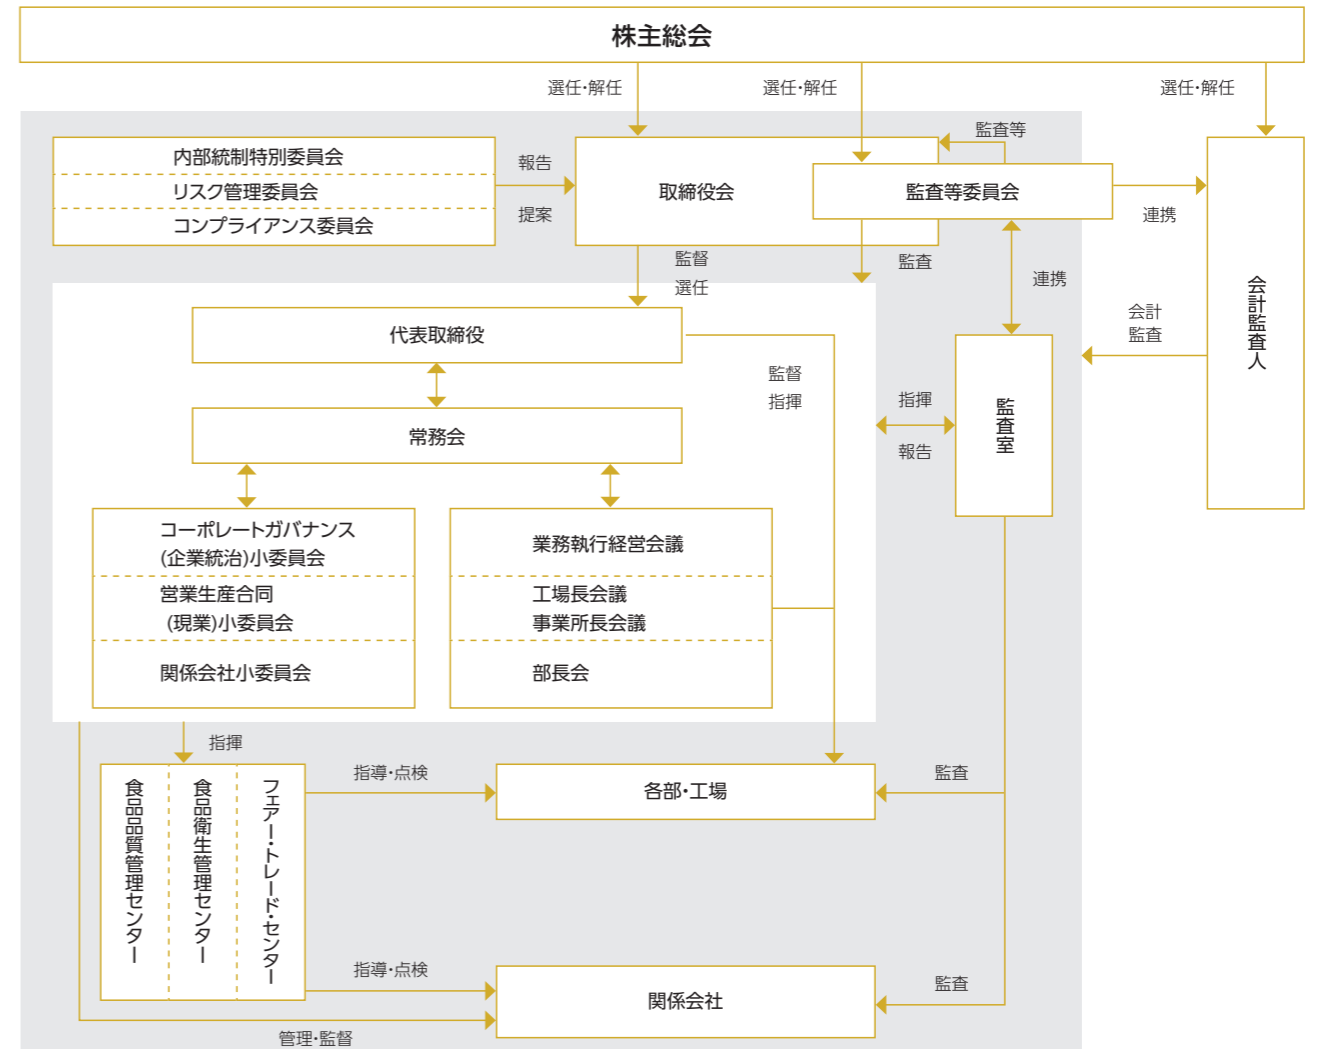 株主総会
選任・解任
選任・解任
選任・解任
監査等
内部統制特別委員会
リスク管理委員会
コンプライアンス委員会
報告
提案
取締役会
監査等委員会
連携
監督
選任
監査
連携
会計
監査
会計監査人
代表取締役
監督
指揮
常務会
指揮
報告
監査室
コーポレートガバナンス
(企業統治)小委員会
営業生産合同
(現業)小委員会
関係会社小委員会
業務執行経営会議
工場長会議
事業所長会議
部長会
指揮
食品品質管理センター
食品衛生管理センター
フェアー・トレード・センター
指導・点検
各部・工場
監査
指導・点検
関係会社
監査
管理・監督